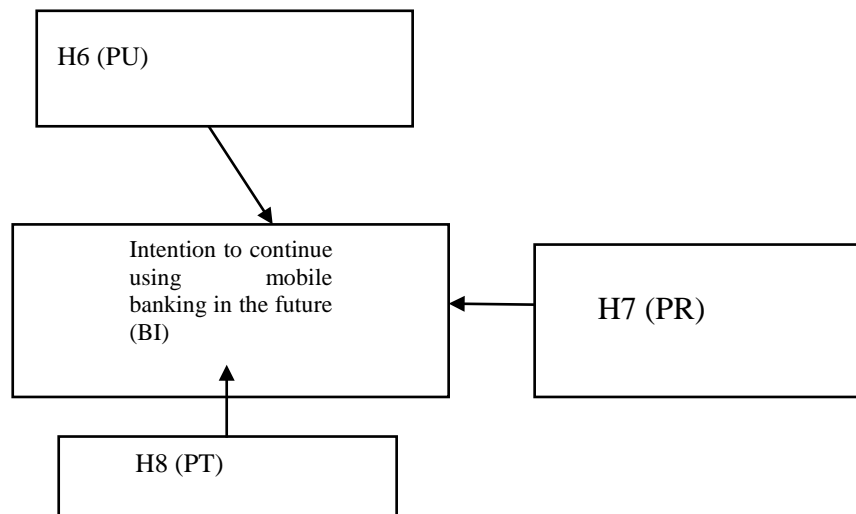 H6 (PU)
Intention to continue
using mobile
banking in the future
(BI)
H7 (PR)
H8 (PT)